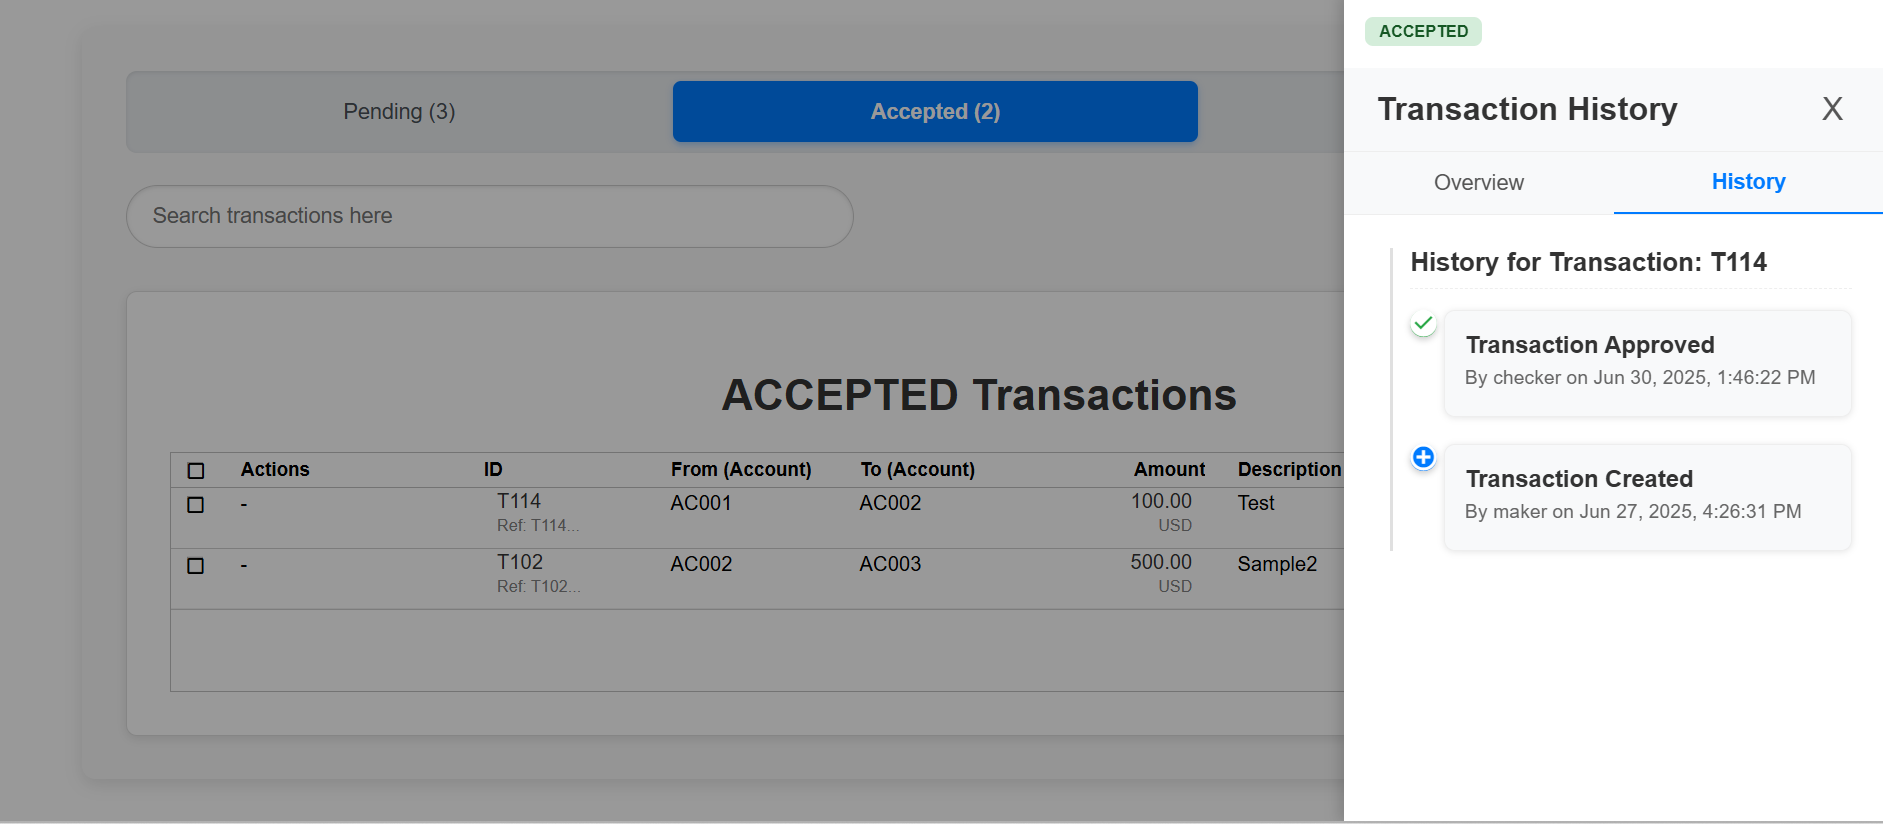 Pending (3)
Accepted (2)
Search transactions here
ACCEPTED Transactions
Actions ID From (Account) To (Account) Amount Description
- T114 AC001 AC002 100.00 Test
Ref: T114... USD
- T102 AC002 AC003 500.00 Sample2
Ref: T102... USD
ACCEPTED
Transaction History X
Overview History
History for Transaction: T114
Transaction Approved
By checker on Jun 30, 2025, 1:46:22 PM
Transaction Created
By maker on Jun 27, 2025, 4:26:31 PM